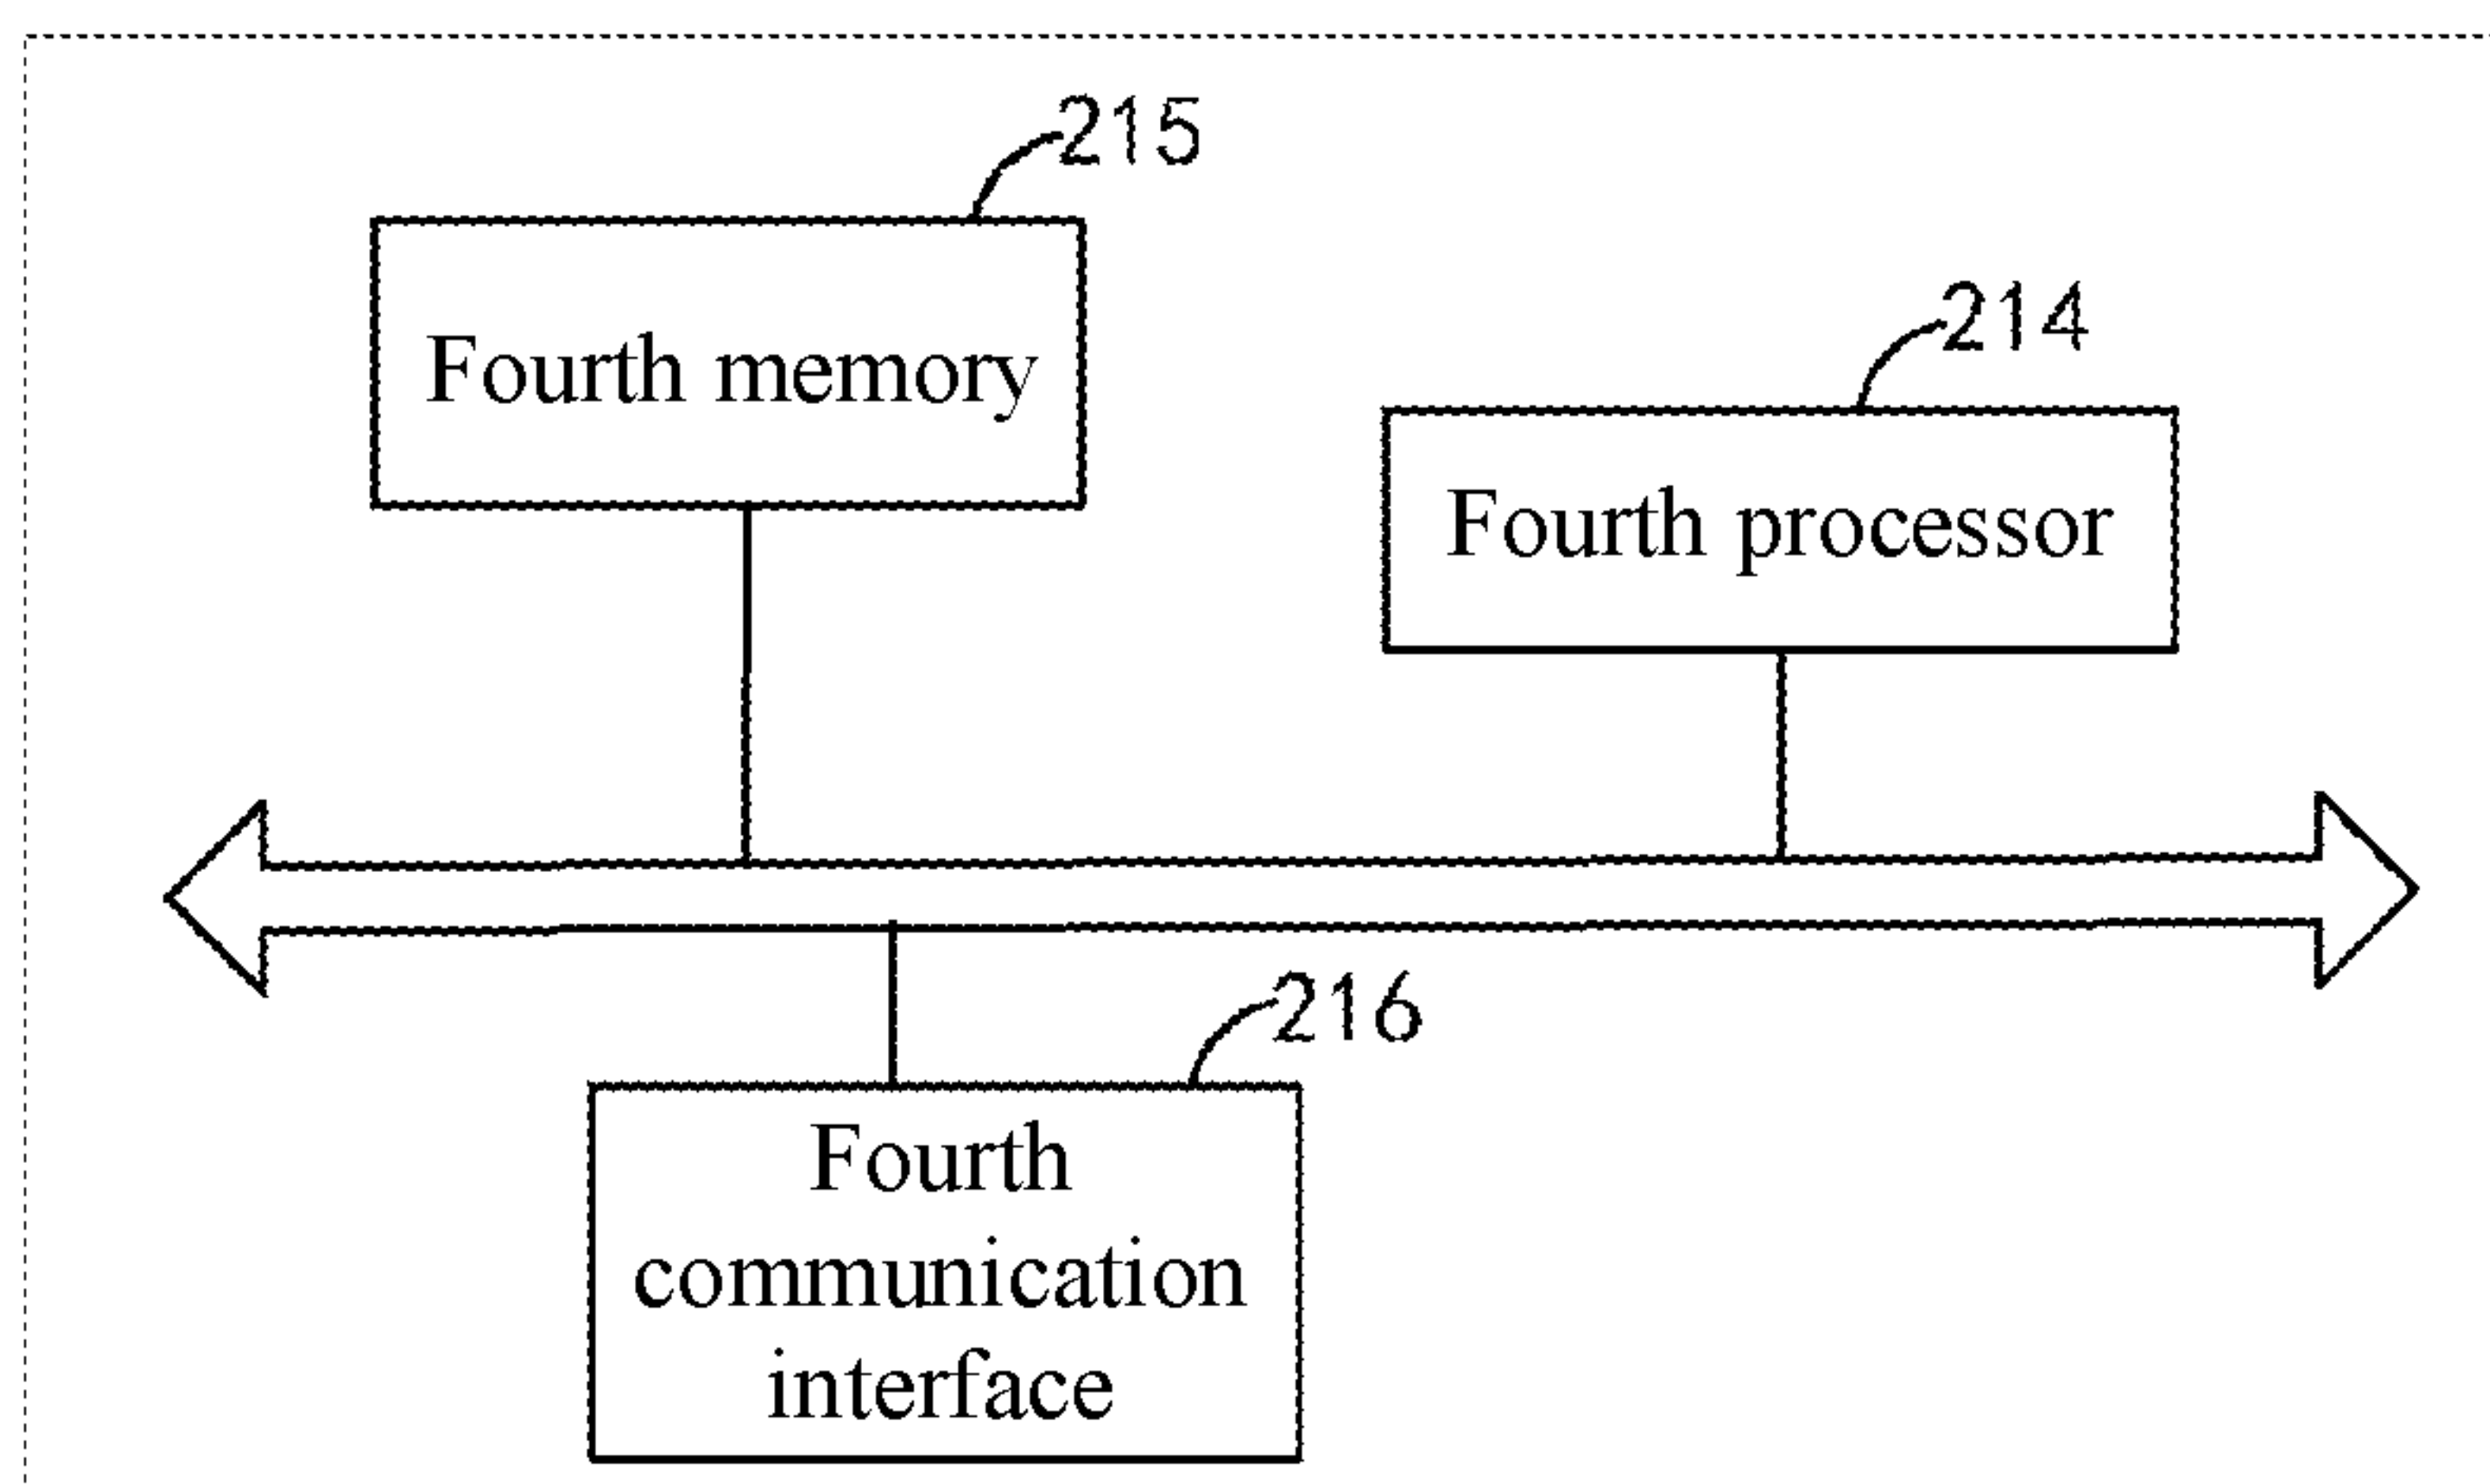 215
Fourth memory
214
Fourth processor
216
Fourth
communication
interface